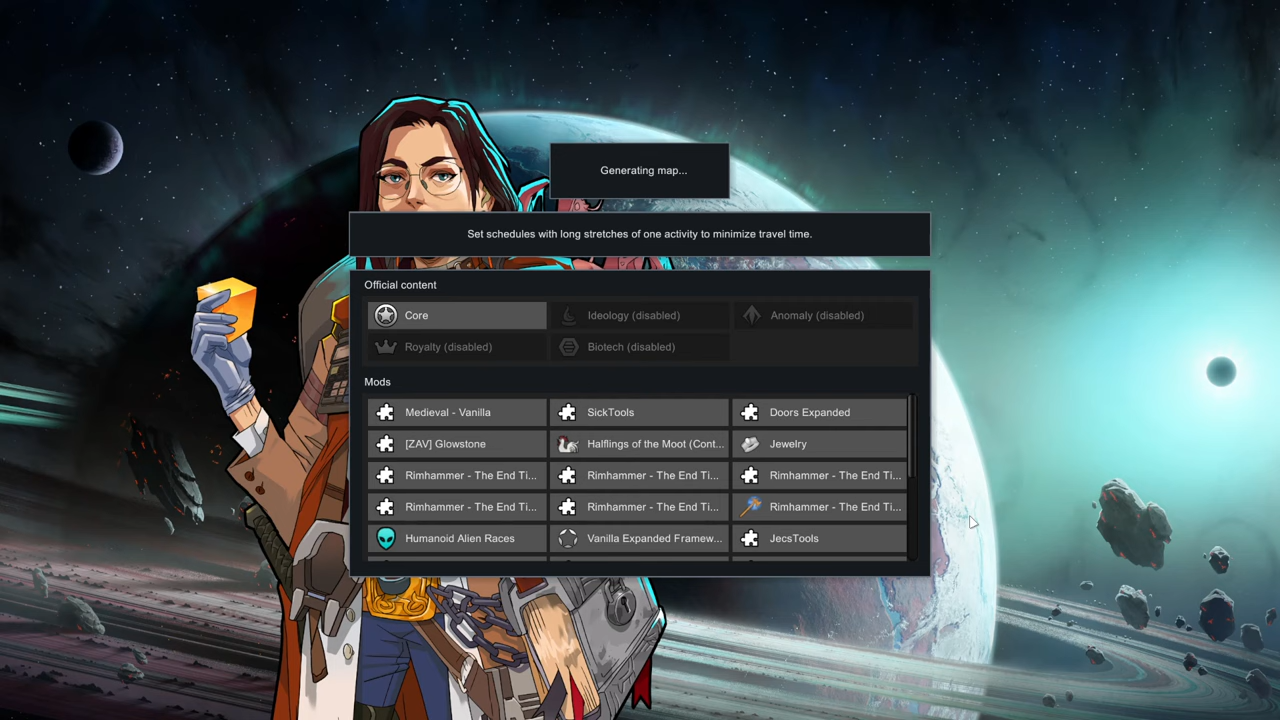 Generating map...
Set schedules with long stretches of one activity to minimize travel time.
Official content
Core
Ideology (disabled)
Anomaly (disabled)
Royalty (disabled)
Biotech (disabled)
Mods
Medieval - Vanilla
SickTools
Doors Expanded
[ZAV] Glowstone
Halflings of the Moot (Cont...
Jewelry
Rimhammer - The End Ti...
Rimhammer - The End Ti...
Rimhammer - The End Ti...
Rimhammer - The End Ti...
Rimhammer - The End Ti...
Rimhammer - The End Ti...
Humanoid Alien Races
Vanilla Expanded Framew...
JecsTools